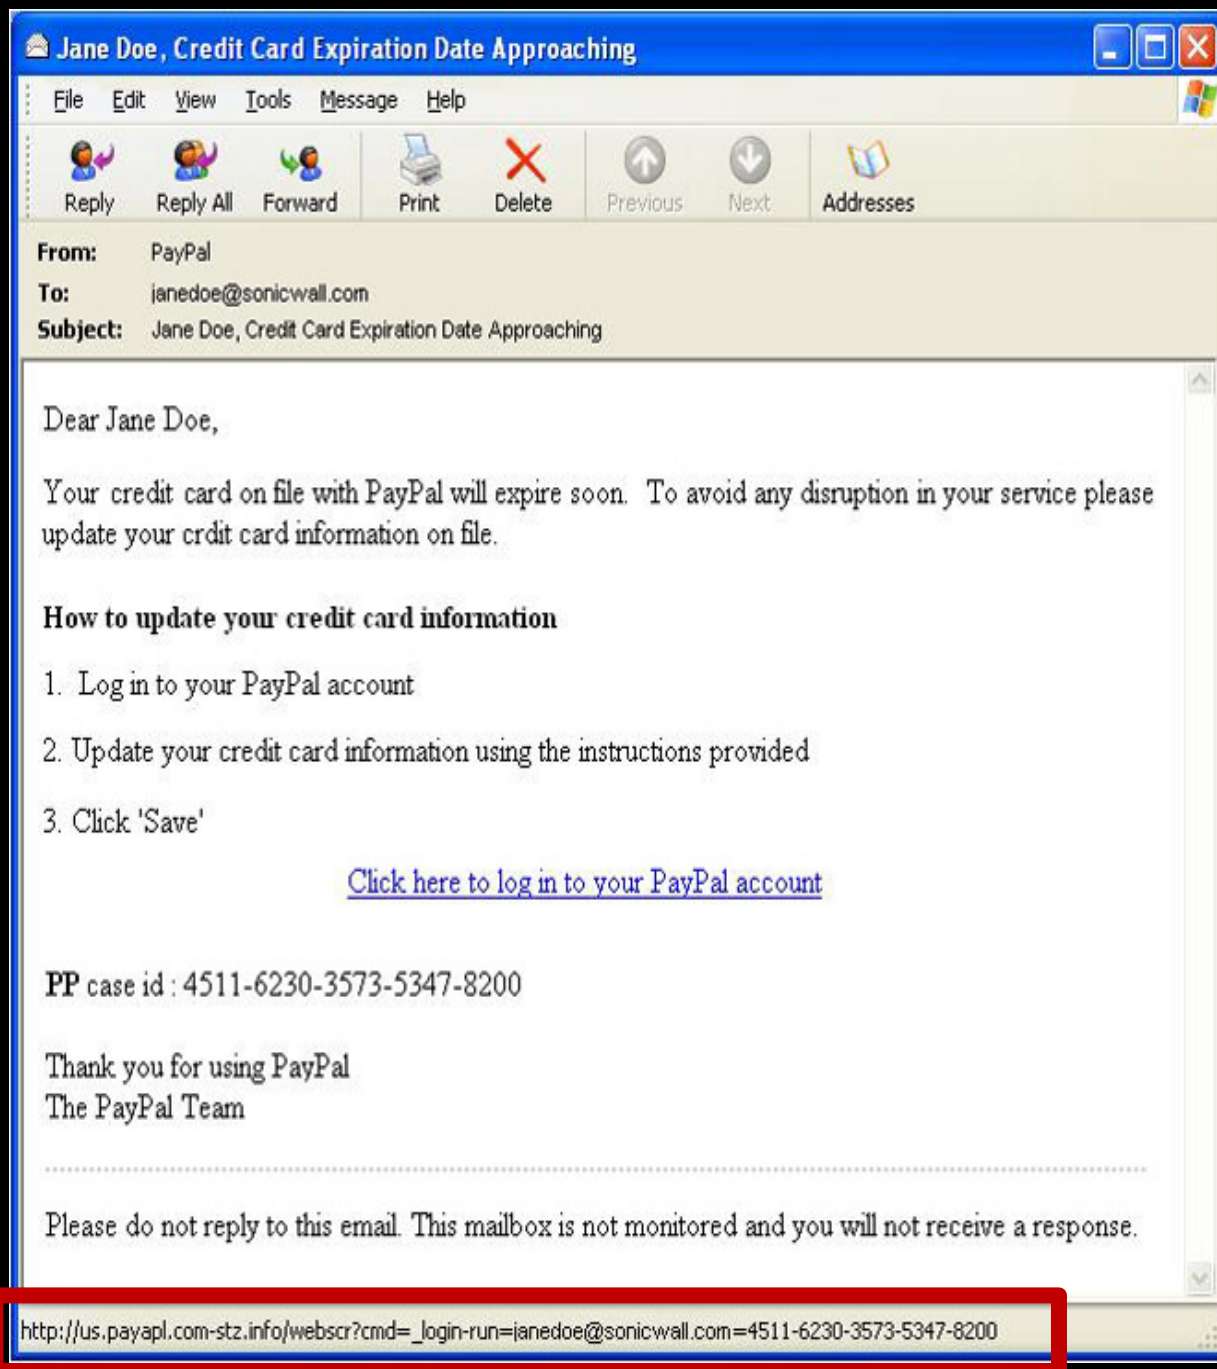 Jane Doe, Credit Card Expiration Date Approaching
File Edit View Tools Message Help
Reply Reply All Forward Print Delete Previous Next Addresses
From: PayPal
To: janedoe@sonicwall.com
Subject: Jane Doe, Credit Card Expiration Date Approaching
Dear Jane Doe,
Your credit card on file with PayPal will expire soon. To avoid any disruption in your service please
update your crdit card information on file.
How to update your credit card information
1. Log in to your PayPal account
2. Update your credit card information using the instructions provided
3. Click 'Save'
Click here to log in to your PayPal account
PP case id : 4511-6230-3573-5347-8200
Thank you for using PayPal
The PayPal Team
Please do not reply to this email. This mailbox is not monitored and you will not receive a response.
http://us.payapl.com-stz.info/webscr?cmd=_login-run=janedoe@sonicwall.com=4511-6230-3573-5347-8200